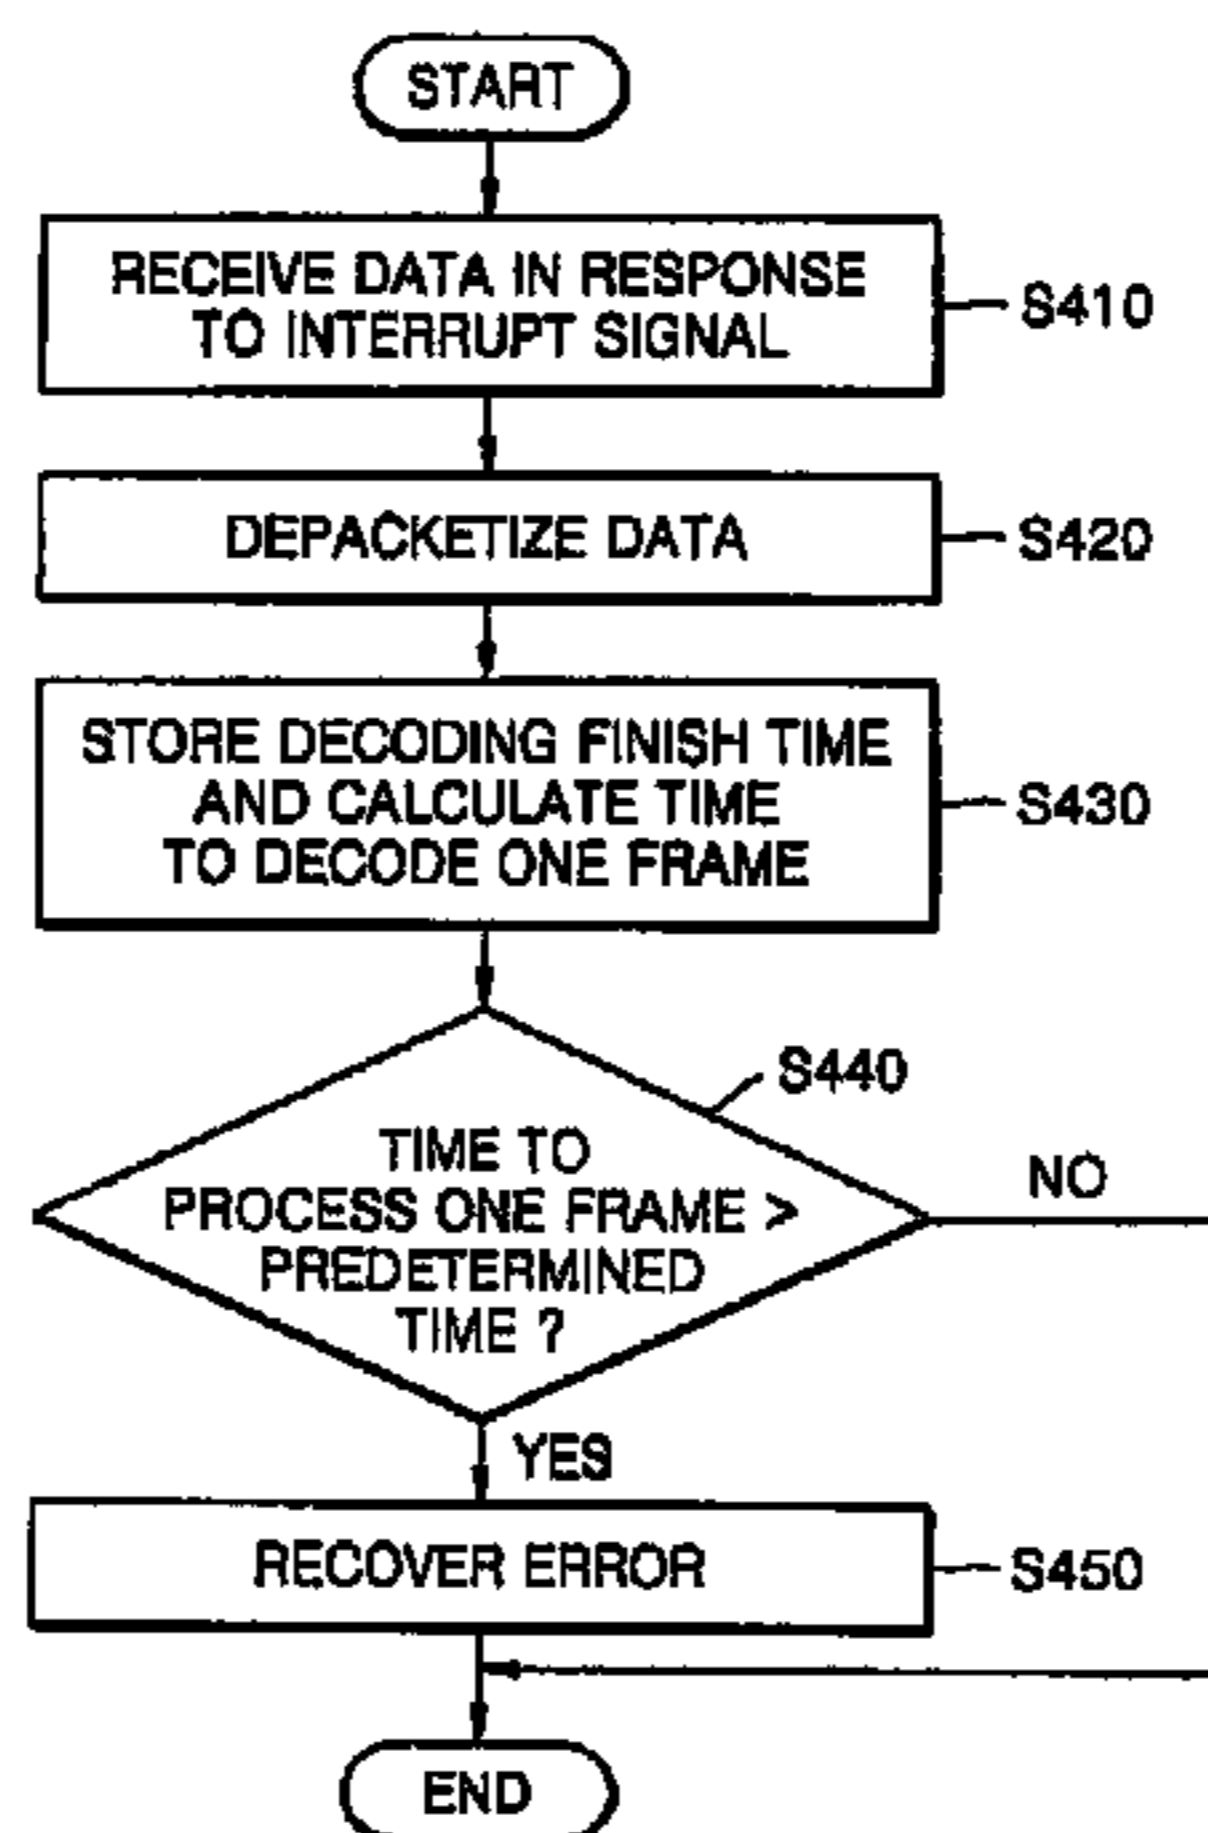 START
RECEIVE DATA IN RESPONSE
TO INTERRUPT SIGNAL
S410
DEPACKETIZE DATA
S420
STORE DECODING FINISH TIME
AND CALCULATE TIME
TO DECODE ONE FRAME
S430
S440
TIME TO
PROCESS ONE FRAME >
PREDETERMINED
TIME ?
NO
YES
RECOVER ERROR
S450
END